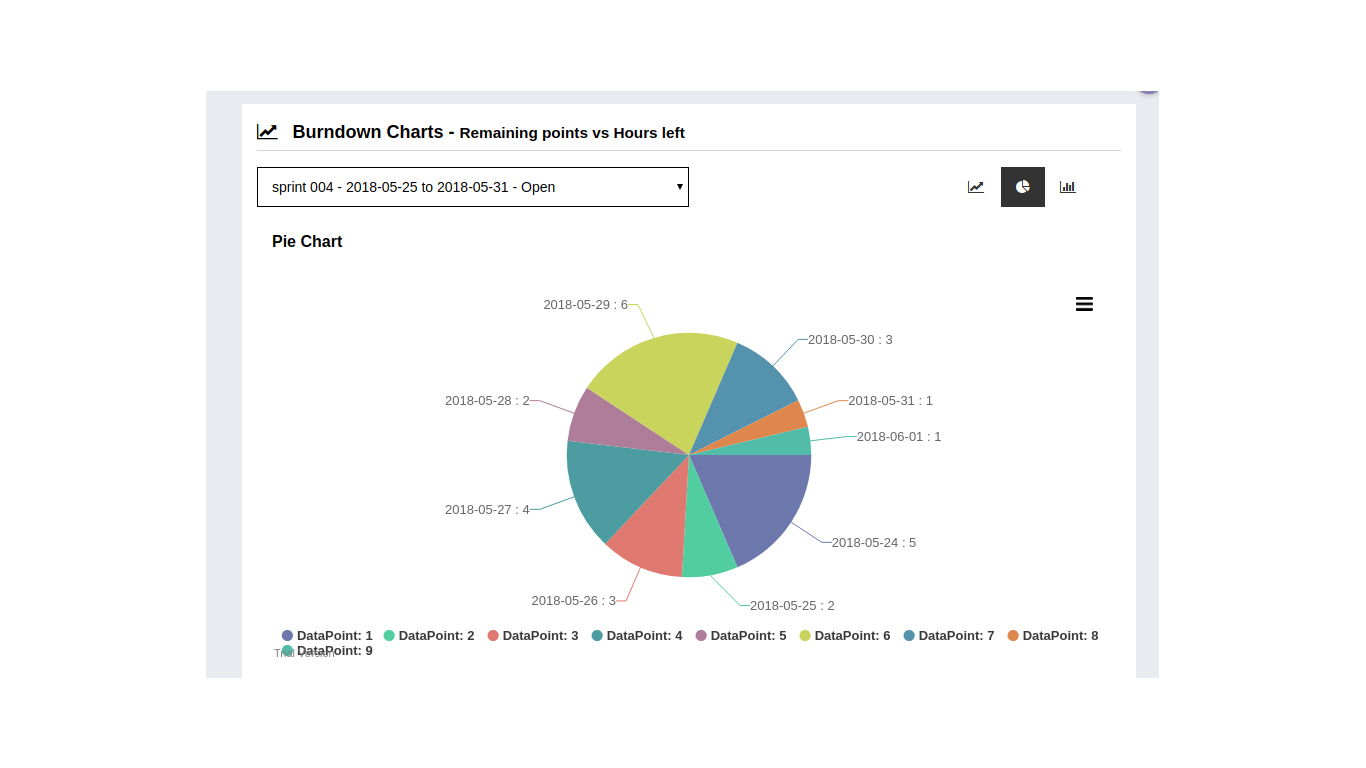 Burndown Charts - Remaining points vs Hours left
sprint 004 - 2018-05-25 to 2018-05-31 - Open
Pie Chart
2018-05-29 : 6
2018-05-30 : 3
2018-05-28 : 2
2018-05-31 : 1
2018-06-01 : 1
2018-05-27 : 4
2018-05-24 : 5
2018-05-26 : 3
2018-05-25 : 2
DataPoint: 1 DataPoint: 2 DataPoint: 3 DataPoint: 4 DataPoint: 5 DataPoint: 6 DataPoint: 7 DataPoint: 8
DataPoint: 9
Trial Version